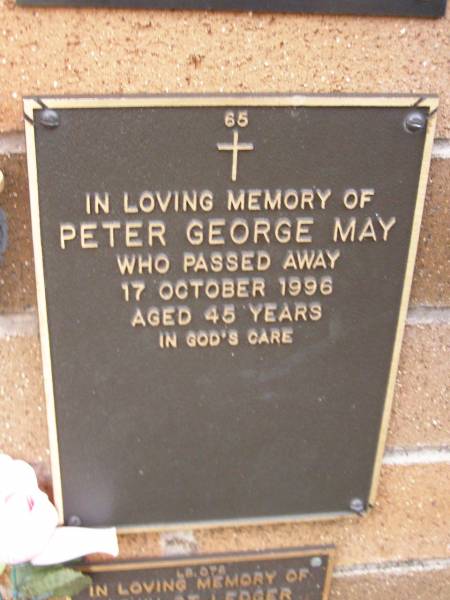 65
IN LOVING MEMORY OF
PETER GEORGE MAY
WHO PASSED AWAY
17 OCTOBER 1996
AGED 45 YEARS
IN GOD'S CARE
IN LOVING MEMORY OF